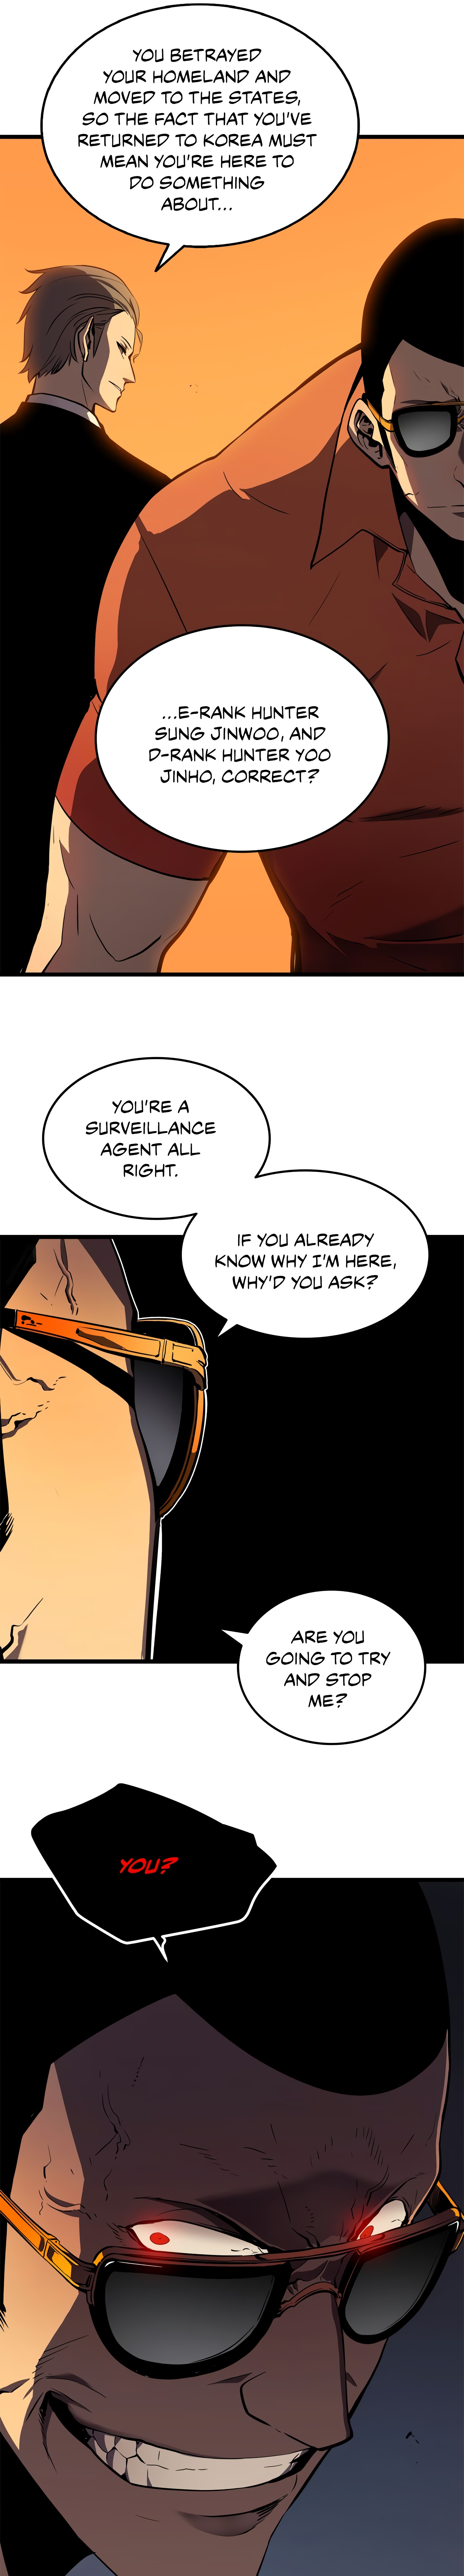 YOU BETRAYED
YOUR HOMELAND AND
MOVED TO THE STATES,
SO THE FACT THAT YOU'VE
RETURNED TO KOREA MUST
MEAN YOU'RE HERE TO
DO SOMETHING
ABOUT...
...E-RANK HUNTER
SUNG JINWOO, AND
D-RANK HUNTER YOO
JINHO, CORRECT?
YOU'RE A
SURVEILLANCE
AGENT ALL
RIGHT.
IF YOU ALREADY
KNOW WHY I'M HERE,
WHY'D YOU ASK?
ARE YOU
GOING TO TRY
AND STOP
ME?
YOU?